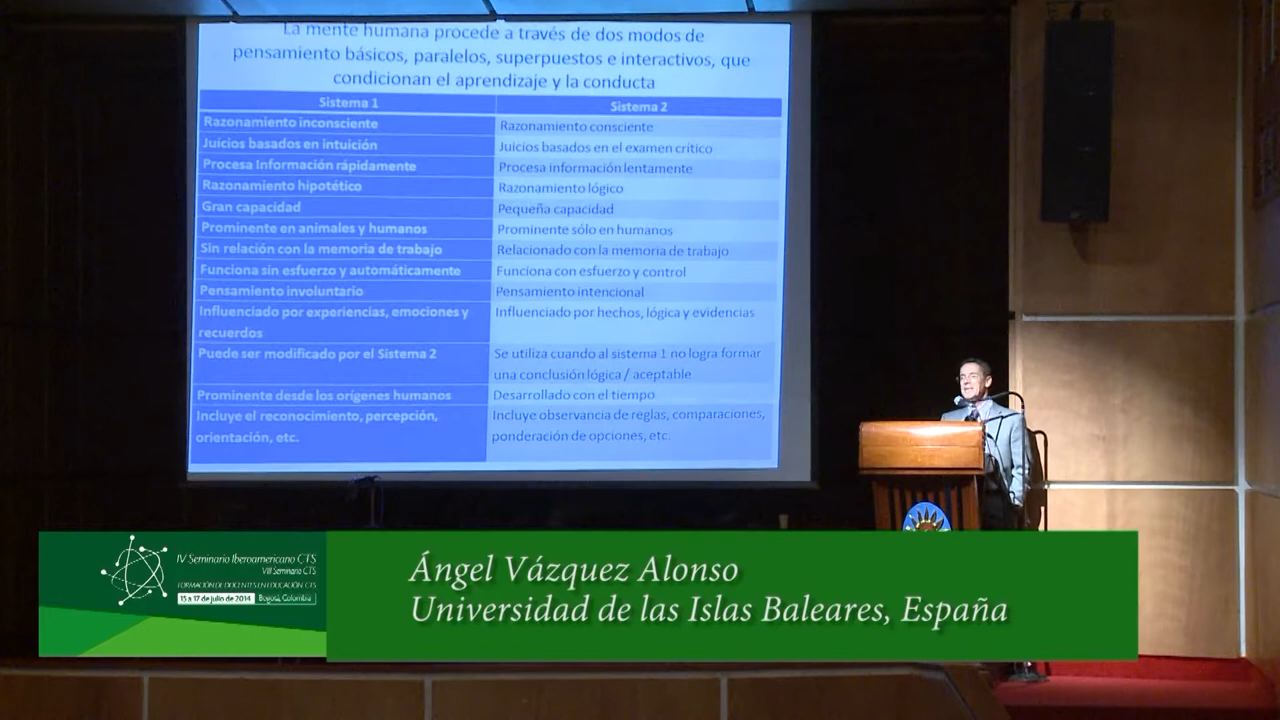 La mente humana procede a través de dos modos de
pensamiento básicos, paralelos, superpuestos e interactivos, que
condicionan el aprendizaje y la conducta
Sistema 1
Sistema 2
Razonamiento inconsciente
Razonamiento consciente
Juicios basados en intuición
Juicios basados en el examen crítico
Procesa Información rápidamente
Procesa información lentamente
Razonamiento hipotético
Razonamiento lógico
Gran capacidad
Pequeña capacidad
Prominente en animales y humanos
Prominente sólo en humanos
Sin relación con la memoria de trabajo
Relacionado con la memoria de trabajo
Funciona sin esfuerzo y automáticamente
Funciona con esfuerzo y control
Pensamiento involuntario
Pensamiento intencional
Influenciado por experiencias, emociones y
recuerdos
Influenciado por hechos, lógica y evidencias
Puede ser modificado por el Sistema 2
Se utiliza cuando al sistema 1 no logra formar
una conclusión lógica / aceptable
Prominente desde los orígenes humanos
Desarrollado con el tiempo
Incluye el reconocimiento, percepción,
orientación, etc.
Incluye observancia de reglas, comparaciones,
ponderación de opciones, etc.
IV Seminario Iberoamericano CTS
VIII Seminario CTS
FORMACIÓN DE DOCENTES EN EDUCACIÓN CTS
15 a 17 de julio de 2014
Bogotá, Colombia
Ángel Vázquez Alonso
Universidad de las Islas Baleares, España